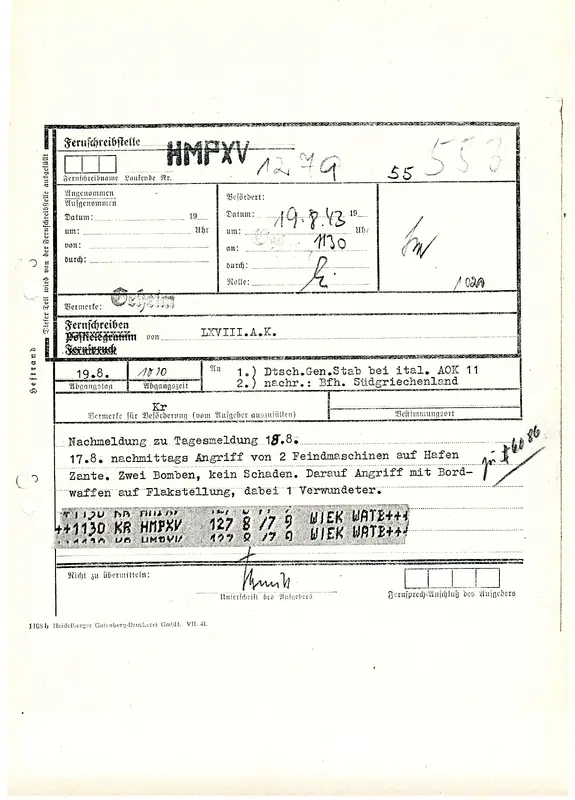 Fernschreibstelle
HMPXV
1279
55
553
Fernschreibname Laufende Nr.
Angenommen
Aufgenommen
Datum: 19
um: Uhr
von:
durch:
Befördert:
Datum: 19.8.43 19
um: 1130 Uhr
an:
durch:
Rolle:
Dieser Teil wird von der Fernschreibstelle ausgefüllt
Heftrand
Vermerke: Geheim
Fernschreiben
Posttelegramm von LXVIII.A.K.
Fernspruch
19.8.
Abgangstag
1010
Abgangszeit
An 1.) Dtsch.Gen.Stab bei ital. AOK 11
2.) nachr.: Bfh. Südgriechenland
Kr
Vermerke für Beförderung (vom Aufgeber auszufüllen)
Bestimmungsort
Nachmeldung zu Tagesmeldung 18.8.
17.8. nachmittags Angriff von 2 Feindmaschinen auf Hafen
Zante. Zwei Bomben, kein Schaden. Darauf Angriff mit Bord-
waffen auf Flakstellung, dabei 1 Verwundeter.
++1130 KR HMPXV 127 8 /7 9 WIEK WATB+++
Nicht zu übermitteln:
Unterschrift des Aufgebers
Fernsprech-Anschluß des Aufgebers
1168b Heidelberger Gutenberg-Druckerei GmbH. VII. 41.